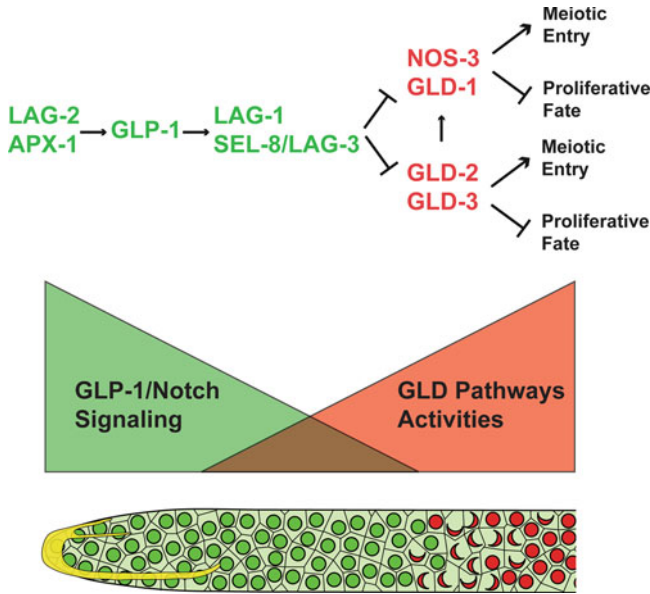 Meiotic
Entry
NOS-3
GLD-1
Proliferative
Fate
LAG-2
APX-1
GLP-1
LAG-1
SEL-8/LAG-3
GLD-2
GLD-3
Meiotic
Entry
Proliferative
Fate
GLP-1/Notch
Signaling
GLD Pathways
Activities